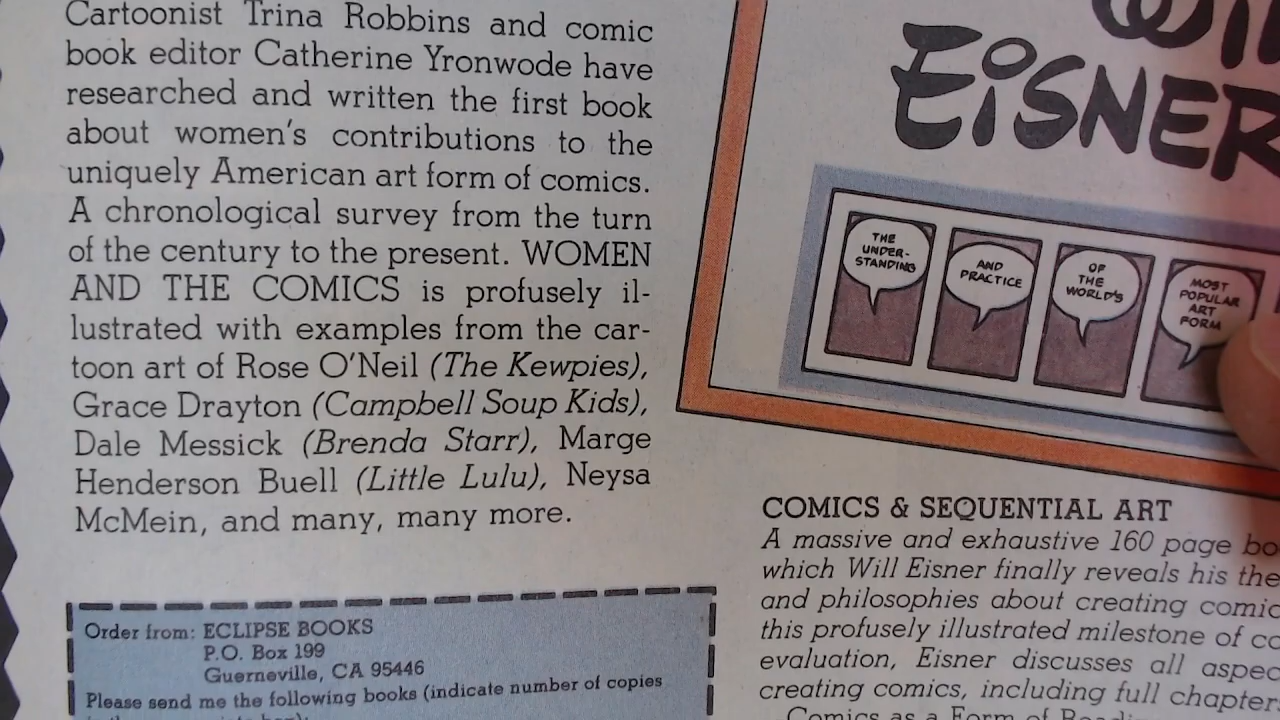 Cartoonist Trina Robbins and comic
book editor Catherine Yronwode have
researched and written the first book
about women's contributions to the
uniquely American art form of comics.
A chronological survey from the turn
of the century to the present. WOMEN
AND THE COMICS is profusely il-
lustrated with examples from the car-
toon art of Rose O'Neil (The Kewpies),
Grace Drayton (Campbell Soup Kids),
Dale Messick (Brenda Starr), Marge
Henderson Buell (Little Lulu), Neysa
McMein, and many, many more.
Order from: ECLIPSE BOOKS
P.O. Box 199
Guerneville, CA 95446
Please send me the following books (indicate number of copies
EISNER
THE
UNDER-
STANDING
AND
PRACTICE
OF
THE
WORLD'S
MOST
POPULAR
ART
FORM
COMICS & SEQUENTIAL ART
A massive and exhaustive 160 page
which Will Eisner finally reveals his
and philosophies about creating
this profusely illustrated milestone of
evaluation, Eisner discusses all
creating comics, including full
Comics as a Form of